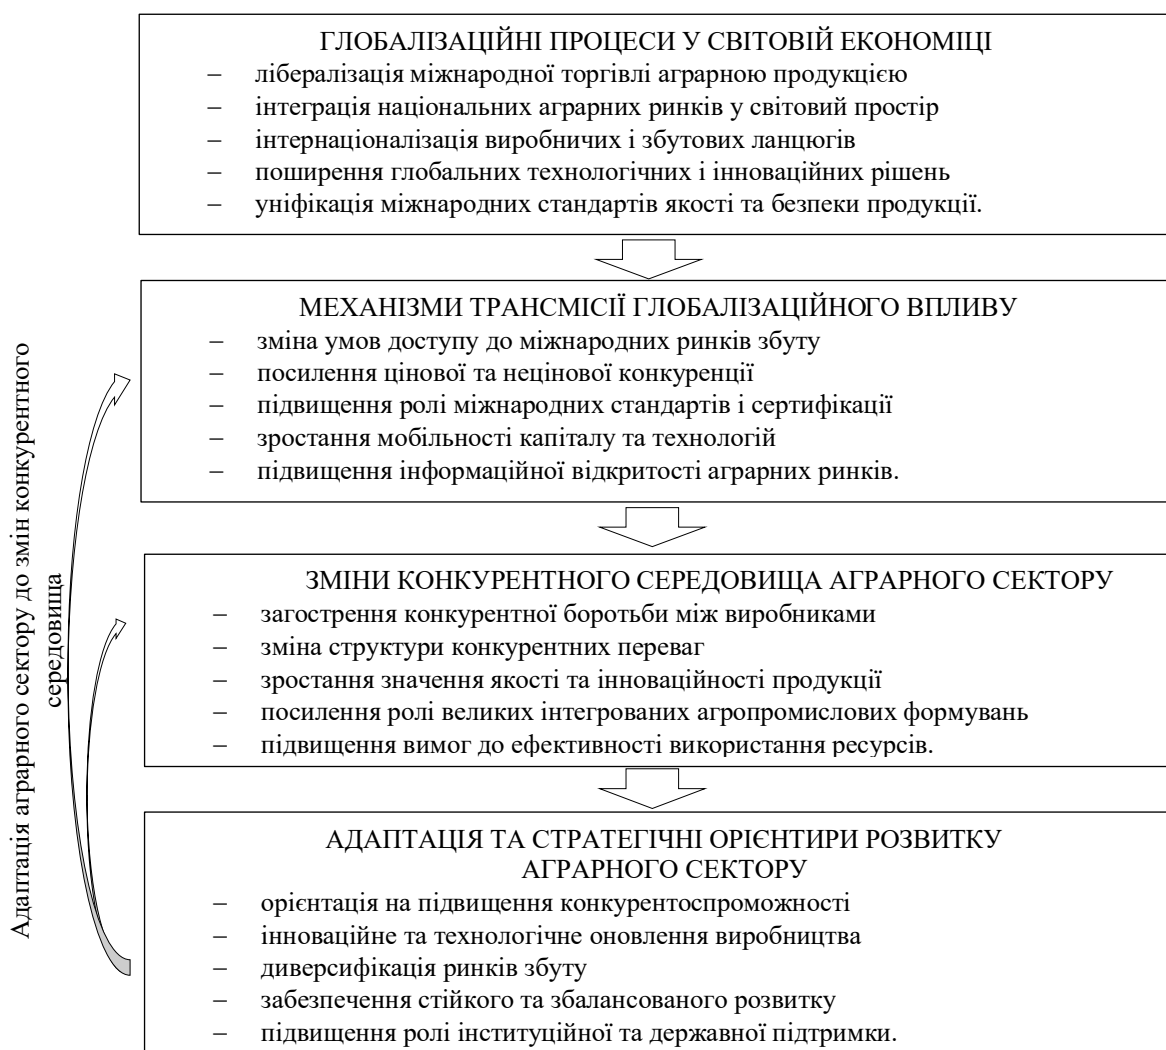 ГЛОБАЛІЗАЦІЙНІ ПРОЦЕСИ У СВІТОВІЙ ЕКОНОМІЦІ
– лібералізація міжнародної торгівлі аграрною продукцією
– інтеграція національних аграрних ринків у світовий простір
– інтернаціоналізація виробничих і збутових ланцюгів
– поширення глобальних технологічних і інноваційних рішень
– уніфікація міжнародних стандартів якості та безпеки продукції.
МЕХАНІЗМИ ТРАНСМІСІЇ ГЛОБАЛІЗАЦІЙНОГО ВПЛИВУ
– зміна умов доступу до міжнародних ринків збуту
– посилення цінової та нецінової конкуренції
– підвищення ролі міжнародних стандартів і сертифікації
– зростання мобільності капіталу та технологій
– підвищення інформаційної відкритості аграрних ринків.
ЗМІНИ КОНКУРЕНТНОГО СЕРЕДОВИЩА АГРАРНОГО СЕКТОРУ
– загострення конкурентної боротьби між виробниками
– зміна структури конкурентних переваг
– зростання значення якості та інноваційності продукції
– посилення ролі великих інтегрованих агропромислових формувань
– підвищення вимог до ефективності використання ресурсів.
АДАПТАЦІЯ ТА СТРАТЕГІЧНІ ОРІЄНТИРИ РОЗВИТКУ
АГРАРНОГО СЕКТОРУ
– орієнтація на підвищення конкурентоспроможності
– інноваційне та технологічне оновлення виробництва
– диверсифікація ринків збуту
– забезпечення стійкого та збалансованого розвитку
– підвищення ролі інституційної та державної підтримки.
Адаптація аграрного сектору до змін конкурентного
середовища